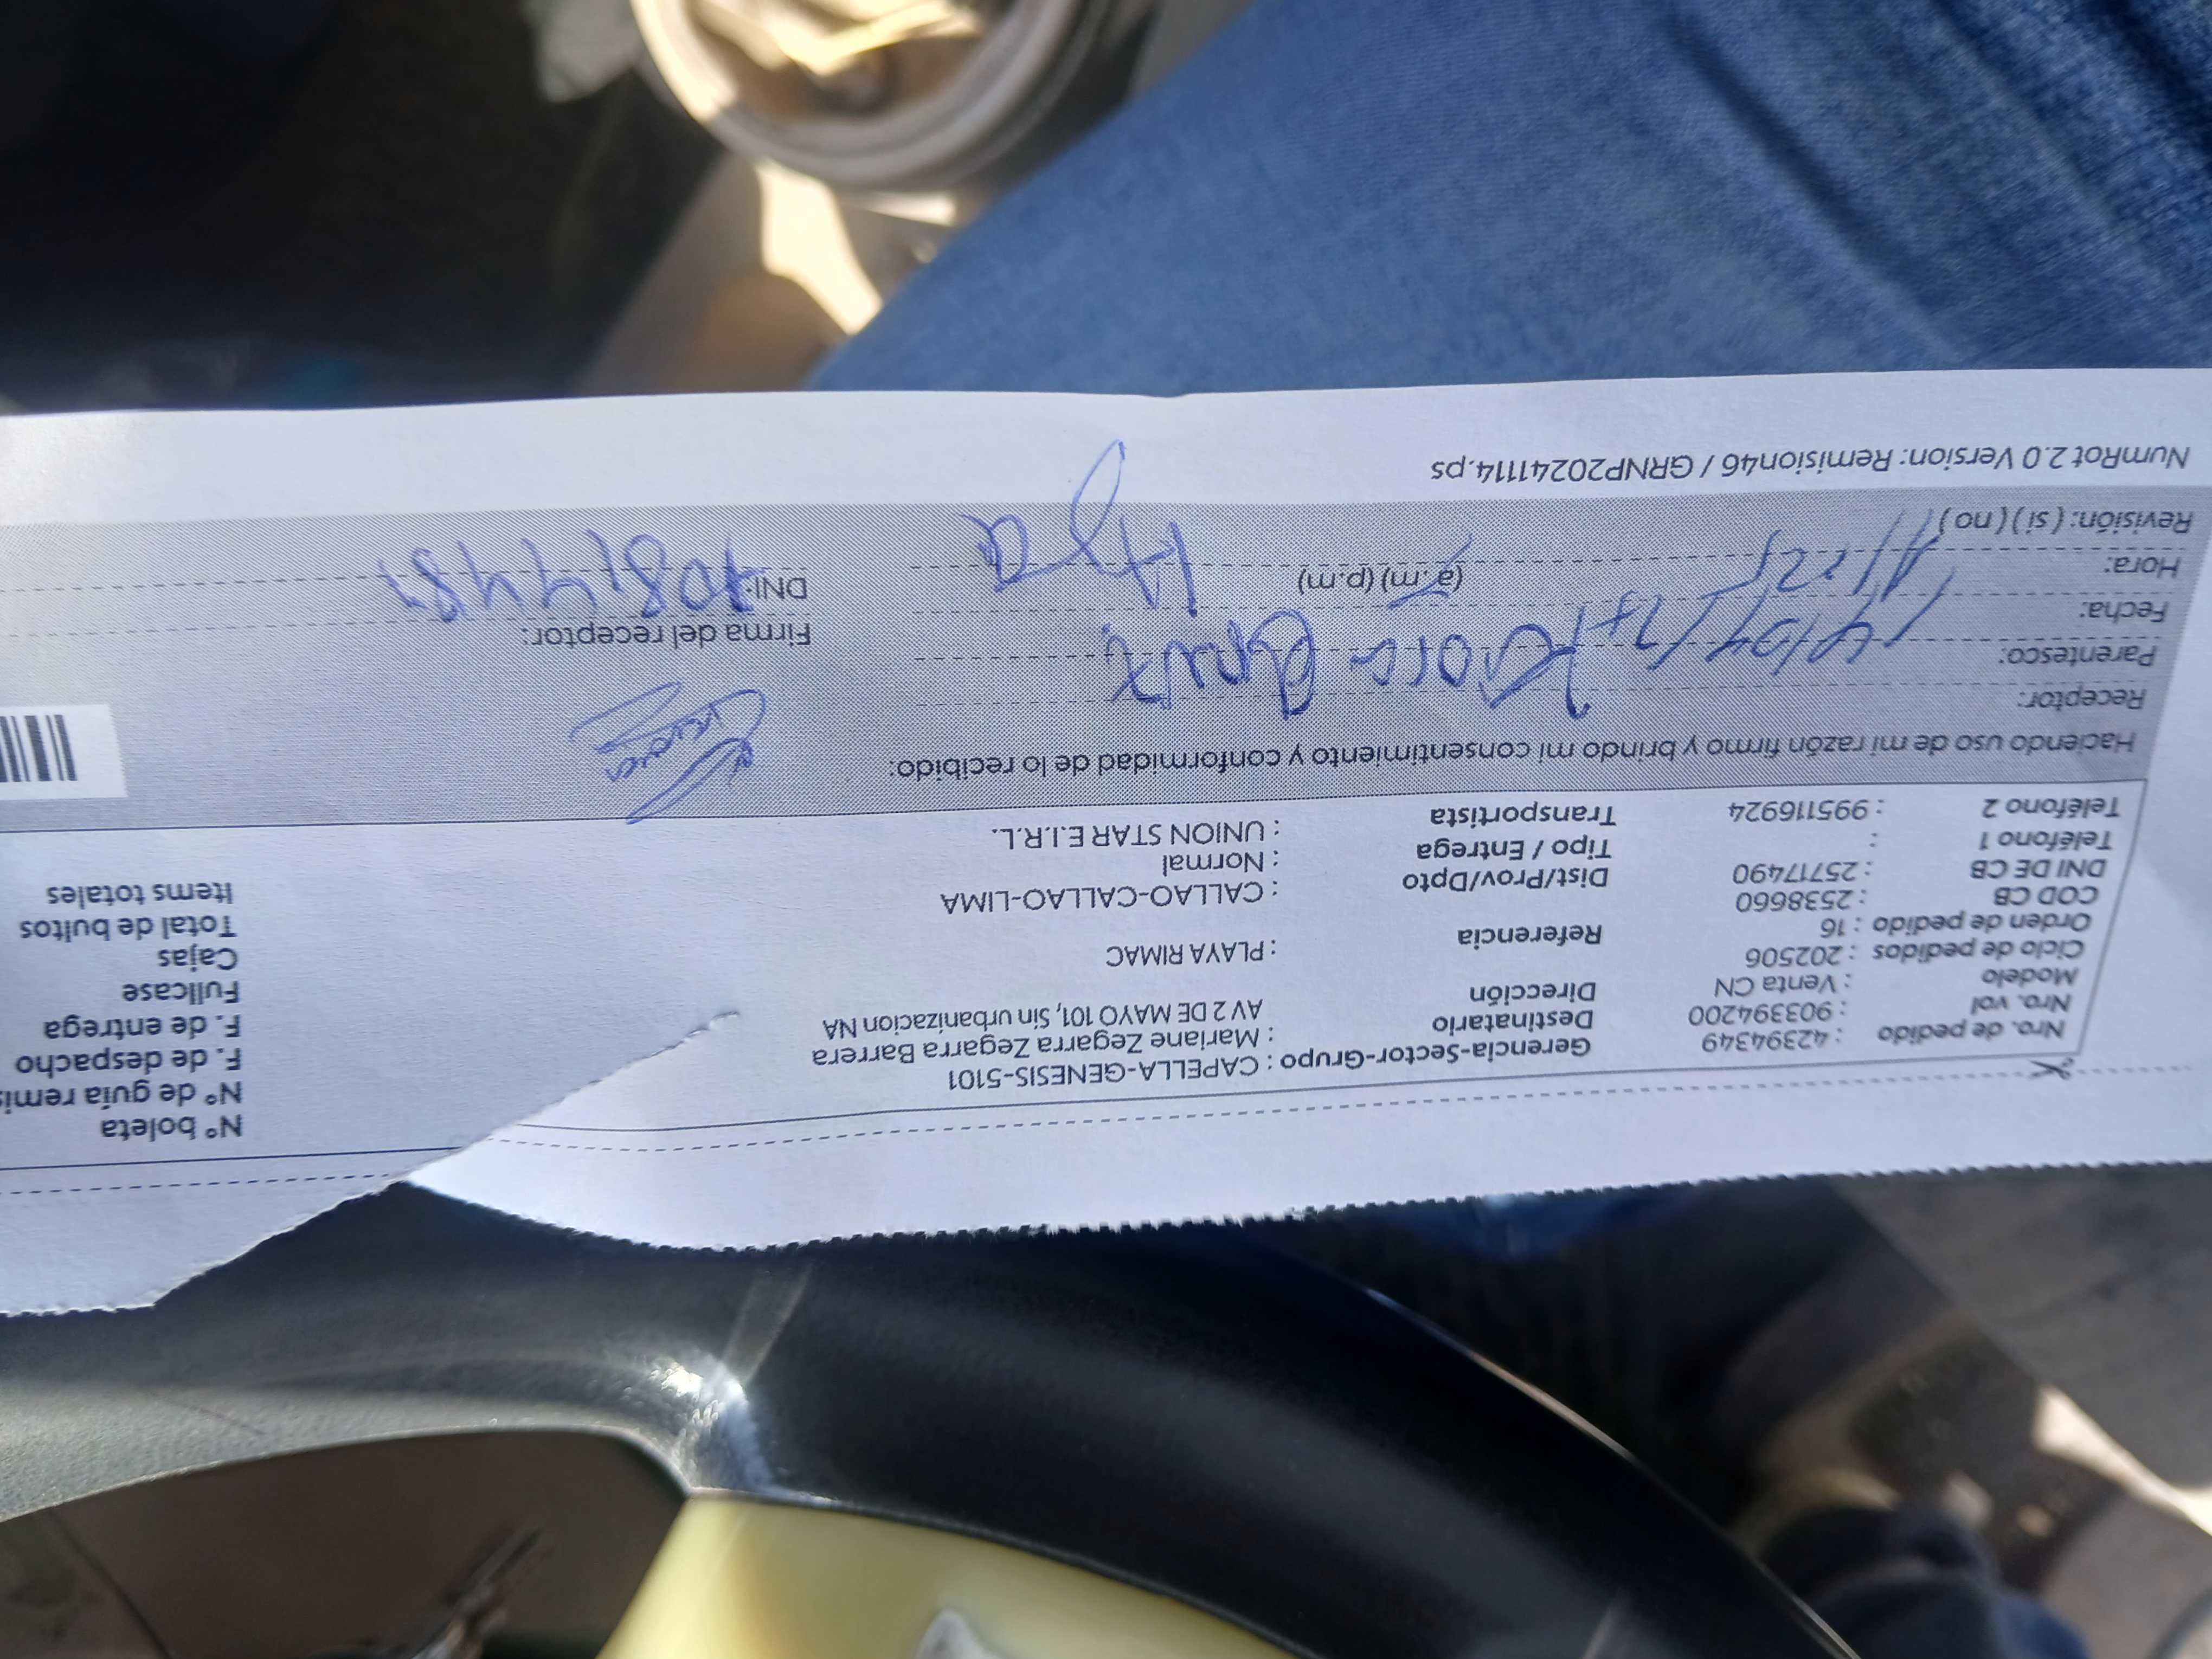 Nro. de pedido : 42394349
Nro. vol : 903394200
Modelo : Venta CN
Ciclo de pedidos : 202506
Orden de pedido : 16
COD CB : 2538660
DNI DE CB : 25717490
Teléfono 1 :
Teléfono 2 : 995116924
Gerencia-Sector-Grupo : CAPELLA-GENESIS-5101
Destinatario : Mariane Zegarra Zegarra Barrera
Dirección AV 2 DE MAYO 101, Sin urbanizacion NA
Referencia : PLAYA RIMAC
Dist/Prov/Dpto : CALLAO-CALLAO-LIMA
Tipo / Entrega : Normal
Transportista : UNION STAR E.I.R.L.
N° boleta
N° de guía remis
F. de despacho
F. de entrega
Fullcase
Cajas
Total de bultos
Items totales
Haciendo uso de mi razón firmo y brindo mi consentimiento y conformidad de lo recibido:
Receptor:
Parentesco:
Fecha:
Hora: (a.m) (p.m)
Revisión: (si) (no)
Firma del receptor:
DNI:
NumRot 2.0 Version: Remision46 / GRNP20241114.ps